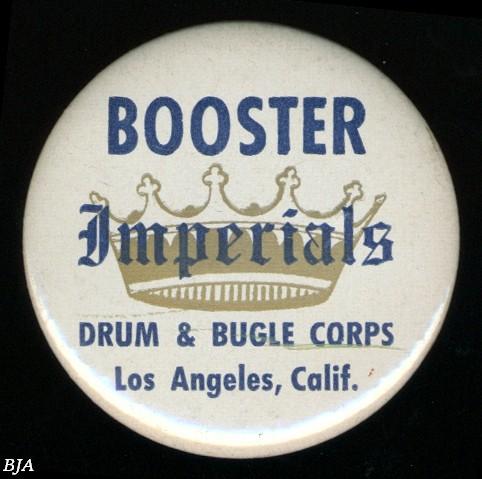 BOOSTER
Imperials
DRUM & BUGLE CORPS
Los Angeles, Calif.
BJA